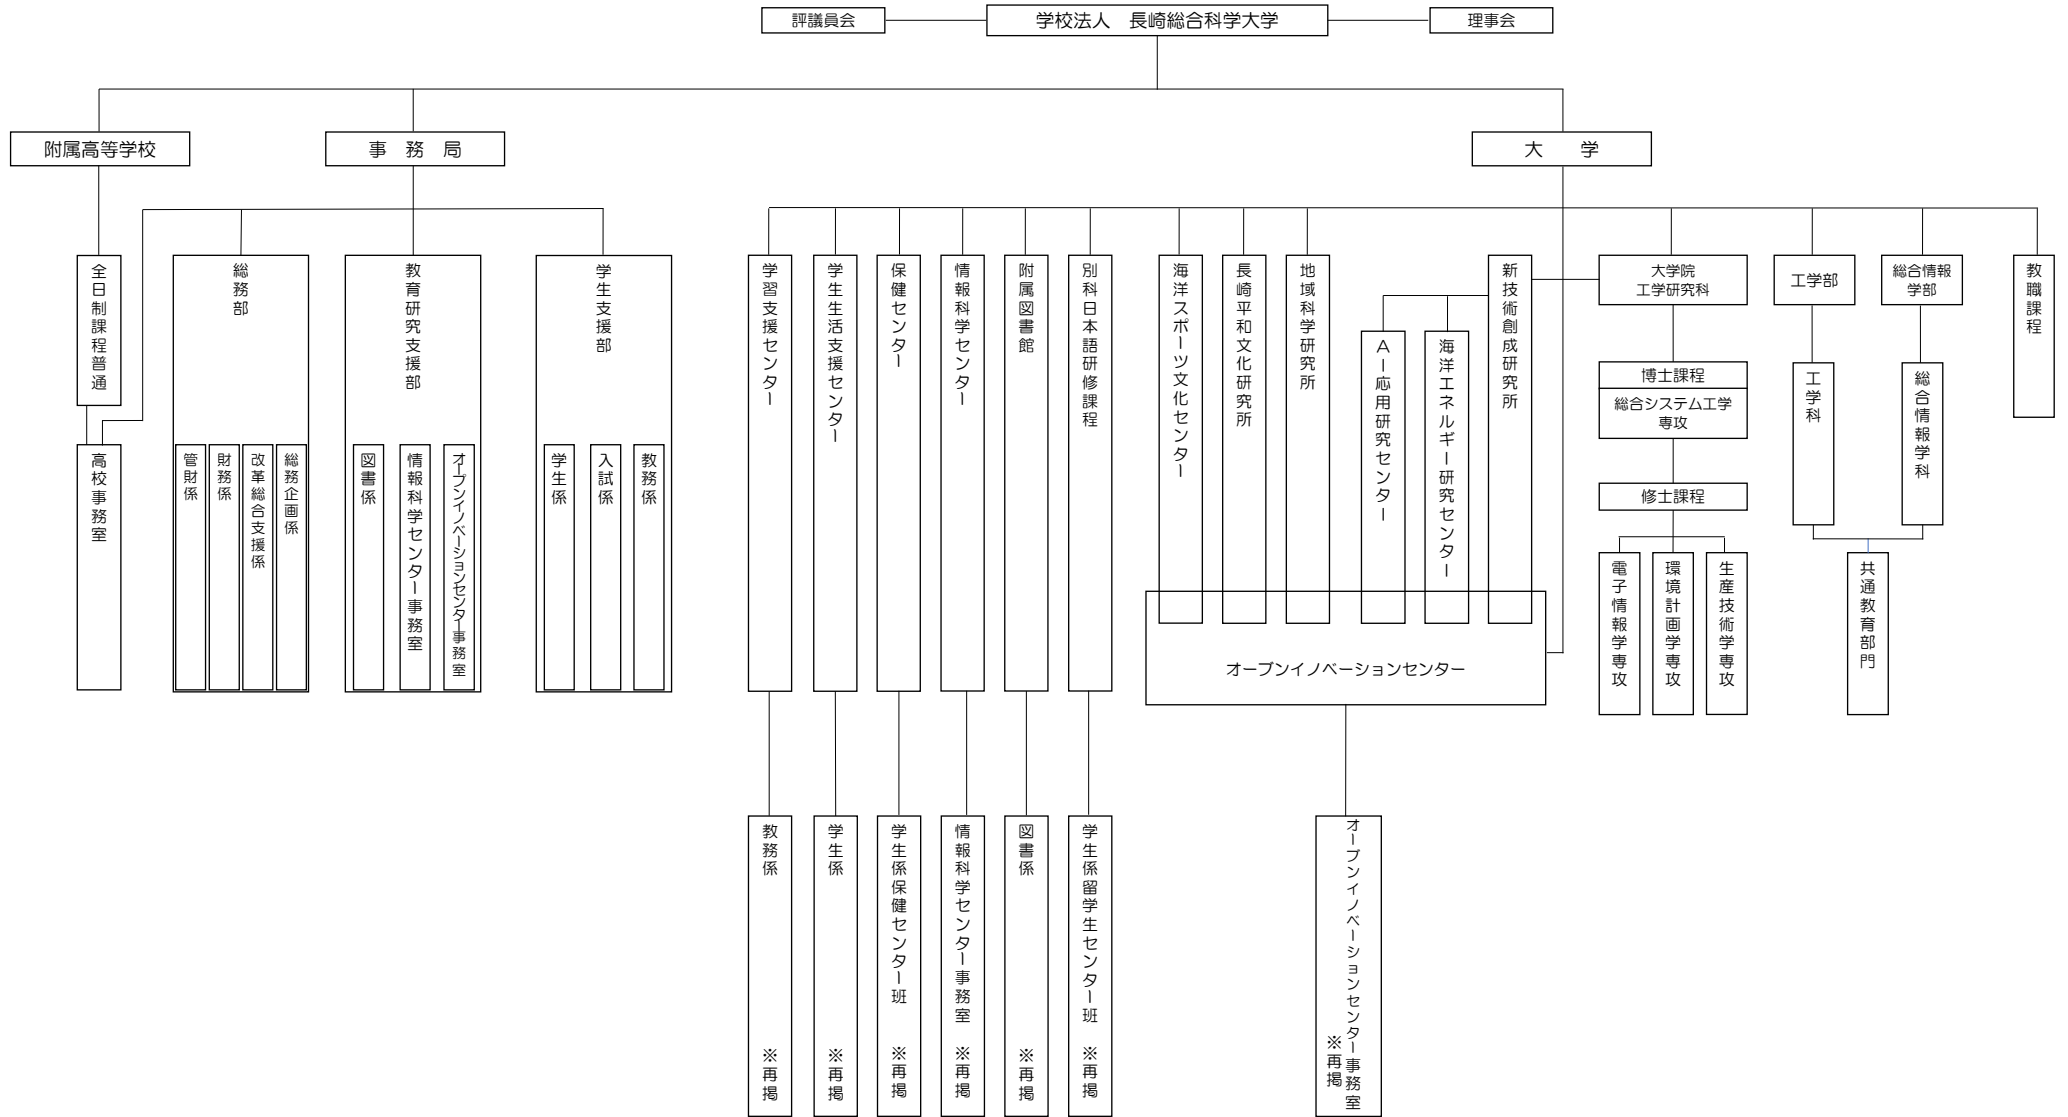 評議員会
学校法人　長崎総合科学大学
理事会
附属高等学校
事　務　局
大　　学
全日制課程普通
高校事務室
総務部
管財係
財務係
改革総合支援係
総務企画係
教育研究支援部
図書係
情報科学センター事務室
オープンイノベーションセンター事務室
学生支援部
学生係
入試係
教務係
学習支援センター
学生生活支援センター
保健センター
情報科学センター
附属図書館
別科日本語研修課程
海洋スポーツ文化センター
長崎平和文化研究所
地域科学研究所
AI応用研究センター
海洋エネルギー研究センター
新技術創成研究所
オープンイノベーションセンター
大学院
工学研究科
博士課程
総合システム工学
専攻
修士課程
電子情報学専攻
環境計画学専攻
生産技術学専攻
工学部
工学科
総合情報
学部
総合情報学科
共通教育部門
教職課程
教務係　※再掲
学生係　※再掲
学生係保健センター班　※再掲
情報科学センター事務室　※再掲
図書係　※再掲
学生係留学生センター班　※再掲
オープンイノベーションセンター事務室
※再掲